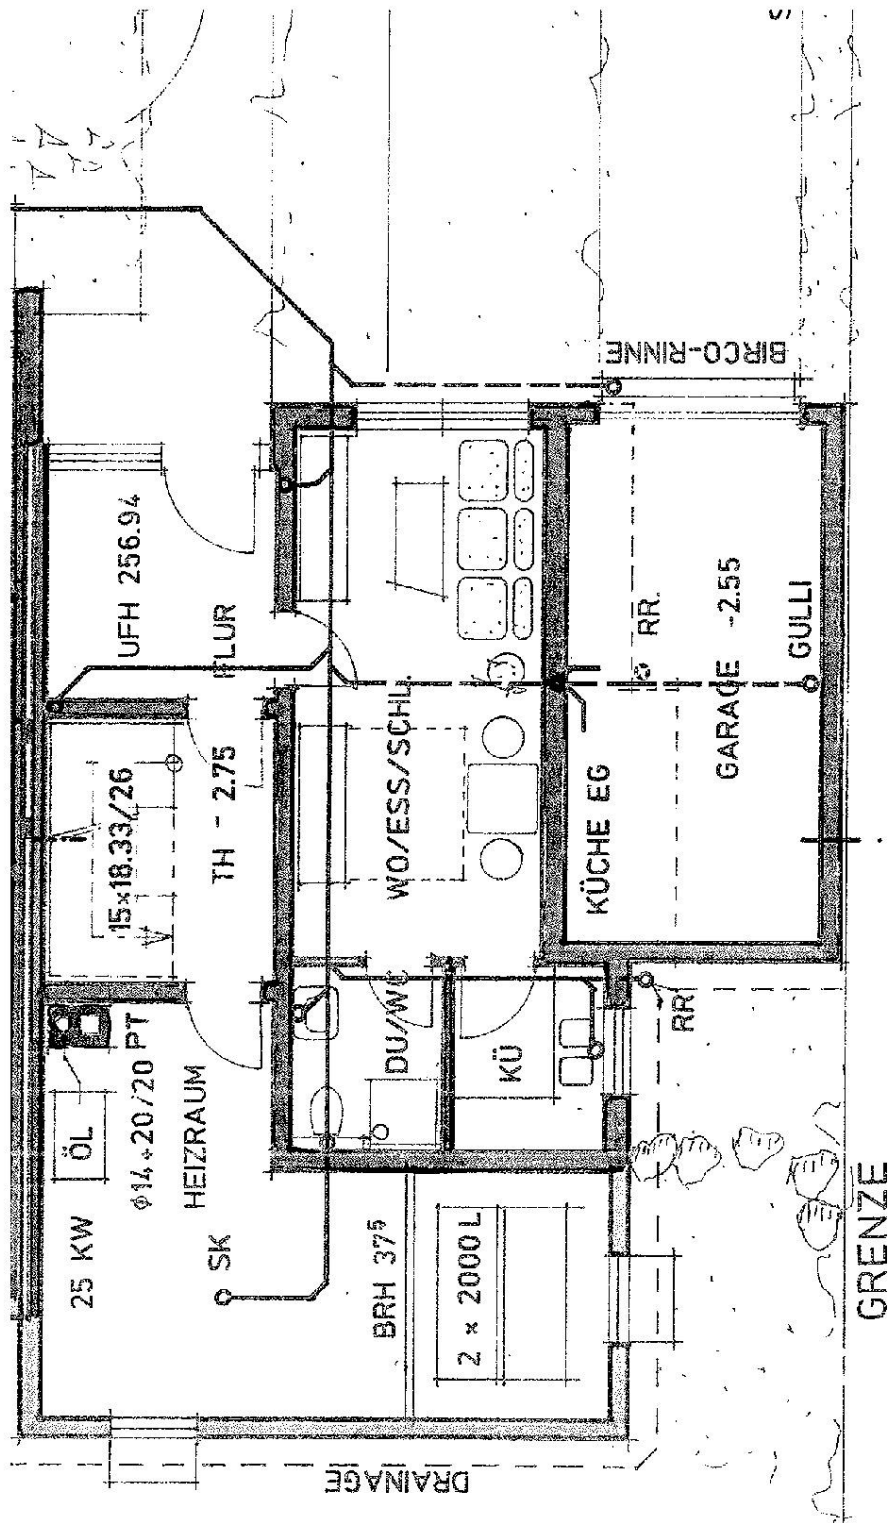 25 KW
ÖL
ϕ14+20/20 PT
HEIZRAUM
SK
BRH 37⁵
2 × 2000 L
15×18.33/26
TH - 2.75
UFH 256.94
FLUR
DU/WC
KÜ
WO/ESS/SCHL.
KÜCHE EG
GARAGE -2.55
RR.
GULLI
RR
BIRCO-RINNE
DRAINAGE
GRENZE